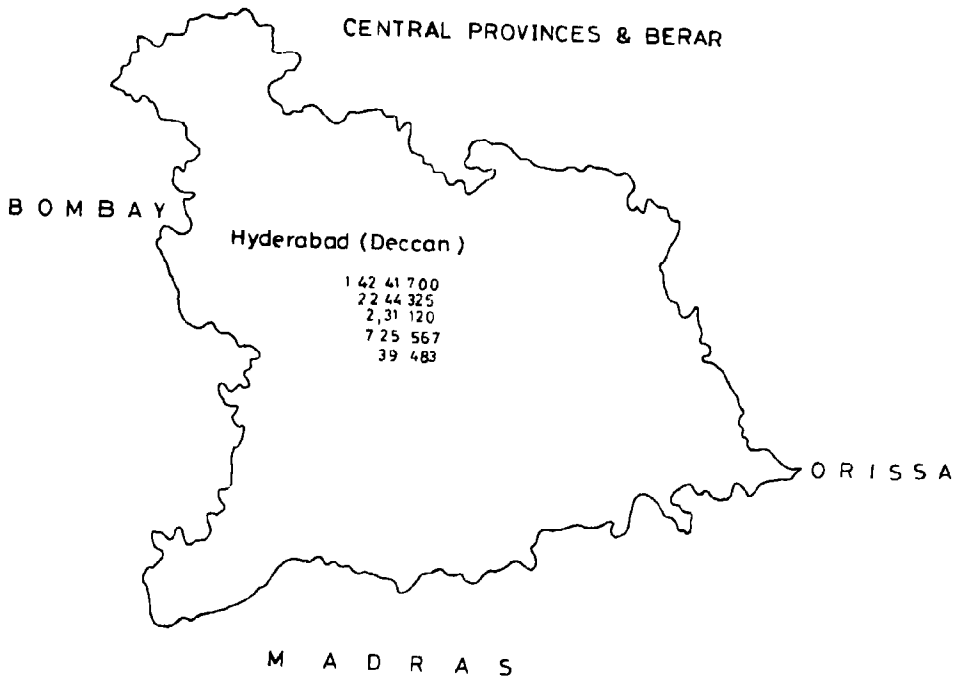 CENTRAL PROVINCES & BERAR
BOMBAY
Hyderabad (Deccan)
1 42 41 700
22 44 325
2,31 120
7 25 567
39 483
ORISSA
MADRAS